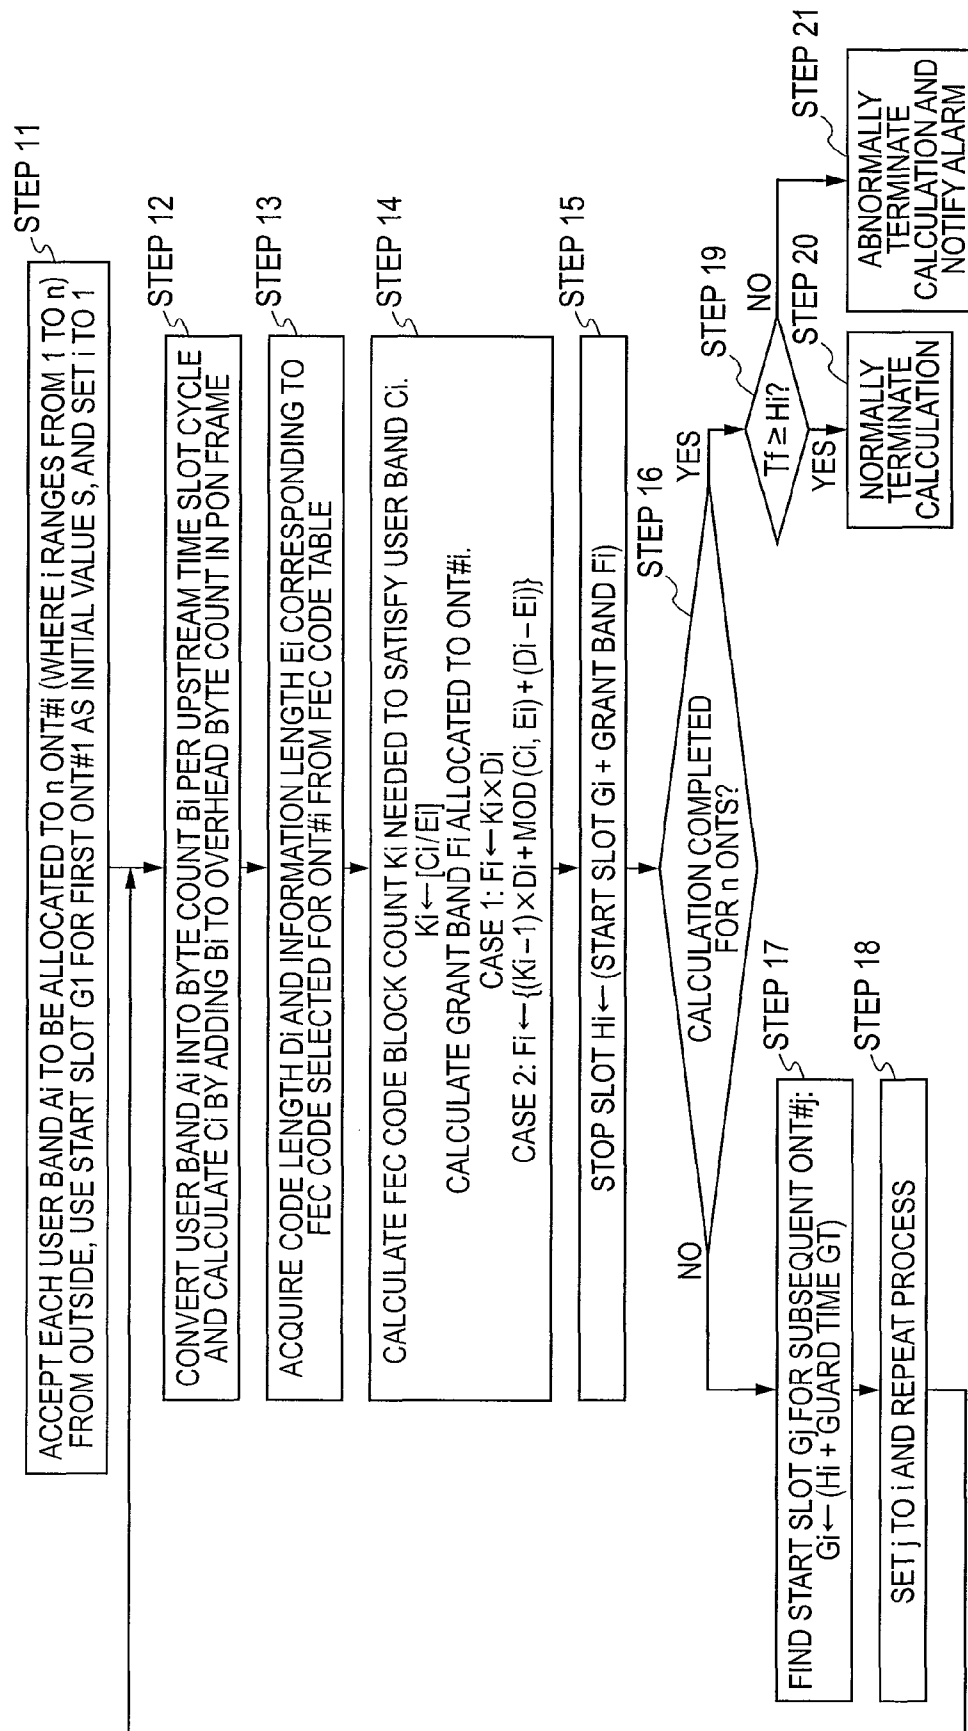 ACCEPT EACH USER BAND Ai TO BE ALLOCATED TO n ONT#i (WHERE i RANGES FROM 1 TO n)
FROM OUTSIDE, USE START SLOT G1 FOR FIRST ONT#1 AS INITIAL VALUE S, AND SET i TO 1
STEP 11
CONVERT USER BAND Ai INTO BYTE COUNT Bi PER UPSTREAM TIME SLOT CYCLE
AND CALCULATE Ci BY ADDING Bi TO OVERHEAD BYTE COUNT IN PON FRAME
STEP 12
ACQUIRE CODE LENGTH Di AND INFORMATION LENGTH Ei CORRESPONDING TO
FEC CODE SELECTED FOR ONT#i FROM FEC CODE TABLE
STEP 13
CALCULATE FEC CODE BLOCK COUNT Ki NEEDED TO SATISFY USER BAND Ci.
Ki ← [Ci/Ei]
CALCULATE GRANT BAND Fi ALLOCATED TO ONT#i.
CASE 1: Fi ← Ki×Di
CASE 2: Fi ← {(Ki−1)×Di+MOD(Ci, Ei)+(Di−Ei)}
STEP 14
STOP SLOT Hi ← (START SLOT Gi + GRANT BAND Fi)
STEP 15
CALCULATION COMPLETED
FOR n ONTS?
STEP 16
NO
YES
FIND START SLOT Gj FOR SUBSEQUENT ONT#j:
Gi ← (Hi + GUARD TIME GT)
STEP 17
SET j TO i AND REPEAT PROCESS
STEP 18
Tf ≥ Hi?
STEP 19
NO
YES
NORMALLY
TERMINATE
CALCULATION
STEP 20
ABNORMALLY
TERMINATE
CALCULATION AND
NOTIFY ALARM
STEP 21